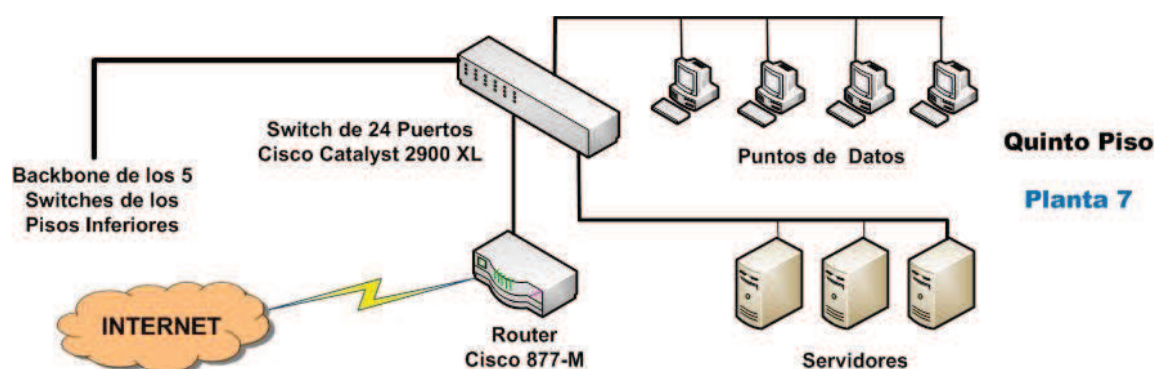 Switch de 24 Puertos
Cisco Catalyst 2900 XL
Puntos de Datos
Quinto Piso
Planta 7
Backbone de los 5
Switches de los
Pisos Inferiores
INTERNET
Router
Cisco 877-M
Servidores